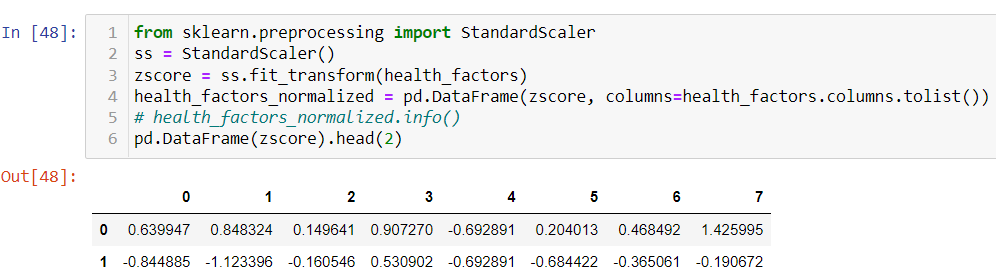 In [48]:
1 from sklearn.preprocessing import StandardScaler
2 ss = StandardScaler()
3 zscore = ss.fit_transform(health_factors)
4 health_factors_normalized = pd.DataFrame(zscore, columns=health_factors.columns.tolist())
5 # health_factors_normalized.info()
6 pd.DataFrame(zscore).head(2)
Out[48]:
0 1 2 3 4 5 6 7
0 0.639947 0.848324 0.149641 0.907270 -0.692891 0.204013 0.468492 1.425995
1 -0.844885 -1.123396 -0.160546 0.530902 -0.692891 -0.684422 -0.365061 -0.190672